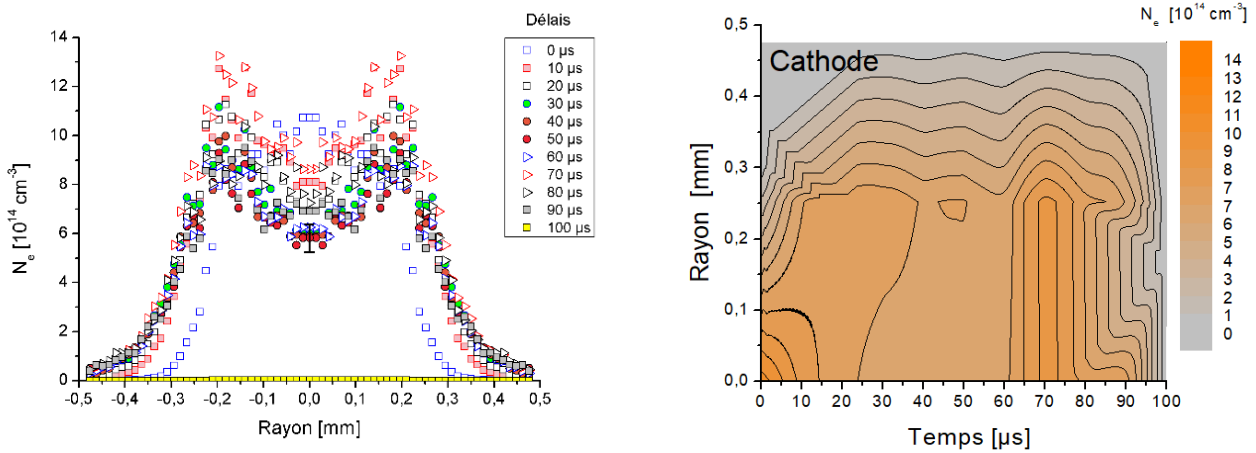 Délais
0 µs
10 µs
20 µs
30 µs
40 µs
50 µs
60 µs
70 µs
80 µs
90 µs
100 µs
14
12
10
8
6
4
2
0
Ne [10^14 cm^-3]
-0,5 -0,4 -0,3 -0,2 -0,1 0,0 0,1 0,2 0,3 0,4 0,5
Rayon [mm]
Cathode
0,5
0,4
0,3
0,2
0,1
0,0
Rayon [mm]
0 10 20 30 40 50 60 70 80 90 100
Temps [µs]
Ne [10^14 cm^-3]
14
13
12
10
9
8
7
7
6
5
4
3
2
1
0